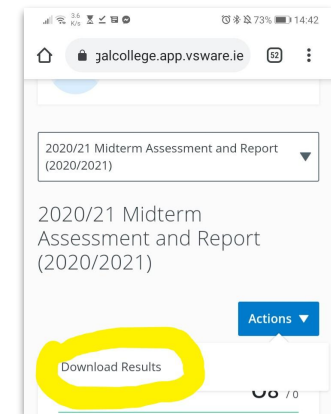 3.6
K/s
73%
14:42
galcollege.app.vsware.ie
52
2020/21 Midterm Assessment and Report
(2020/2021)
2020/21 Midterm
Assessment and Report
(2020/2021)
Actions
Download Results